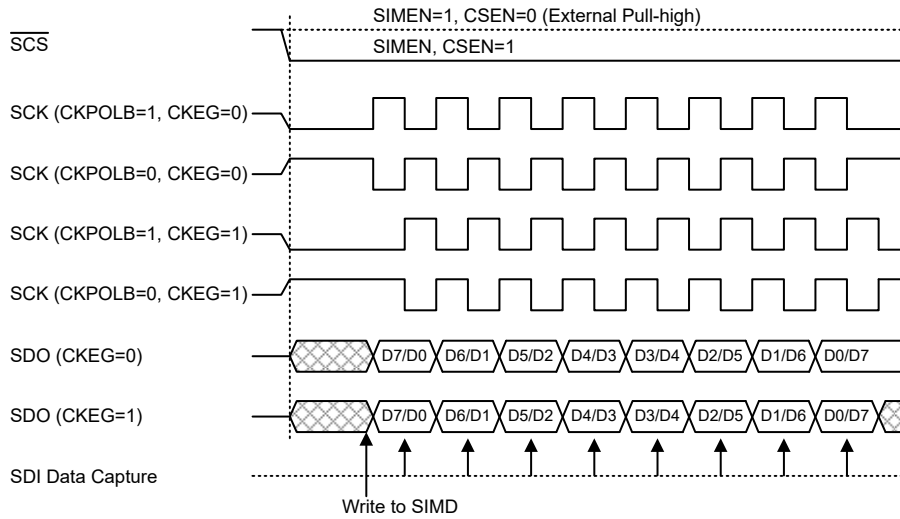 SIMEN=1, CSEN=0 (External Pull-high)
SCS
SIMEN, CSEN=1
SCK (CKPOLB=1, CKEG=0)
SCK (CKPOLB=0, CKEG=0)
SCK (CKPOLB=1, CKEG=1)
SCK (CKPOLB=0, CKEG=1)
SDO (CKEG=0) D7/D0 D6/D1 D5/D2 D4/D3 D3/D4 D2/D5 D1/D6 D0/D7
SDO (CKEG=1) D7/D0 D6/D1 D5/D2 D4/D3 D3/D4 D2/D5 D1/D6 D0/D7
SDI Data Capture
Write to SIMD